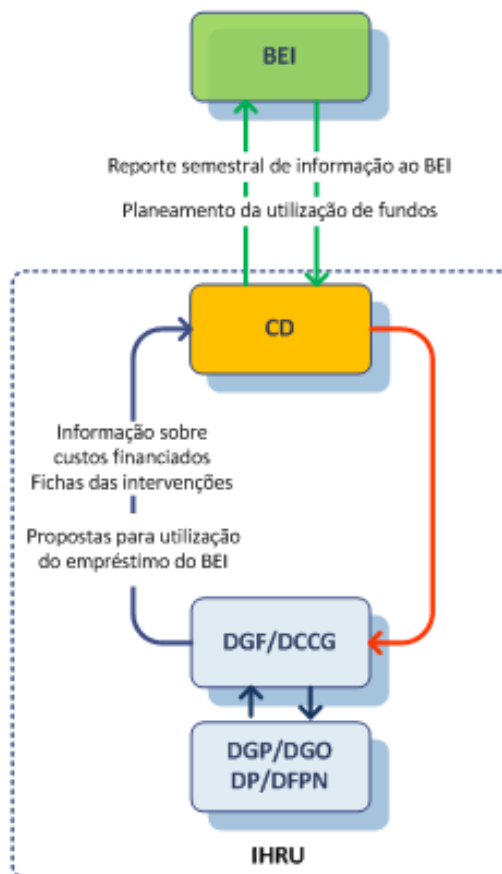 BEI
Reporte semestral de informação ao BEI
Planeamento da utilização de fundos
CD
Informação sobre
custos financiados
Fichas das intervenções
Propostas para utilização
do empréstimo do BEI
DGF/DCCG
DGP/DGO
DP/DFPN
IHRU